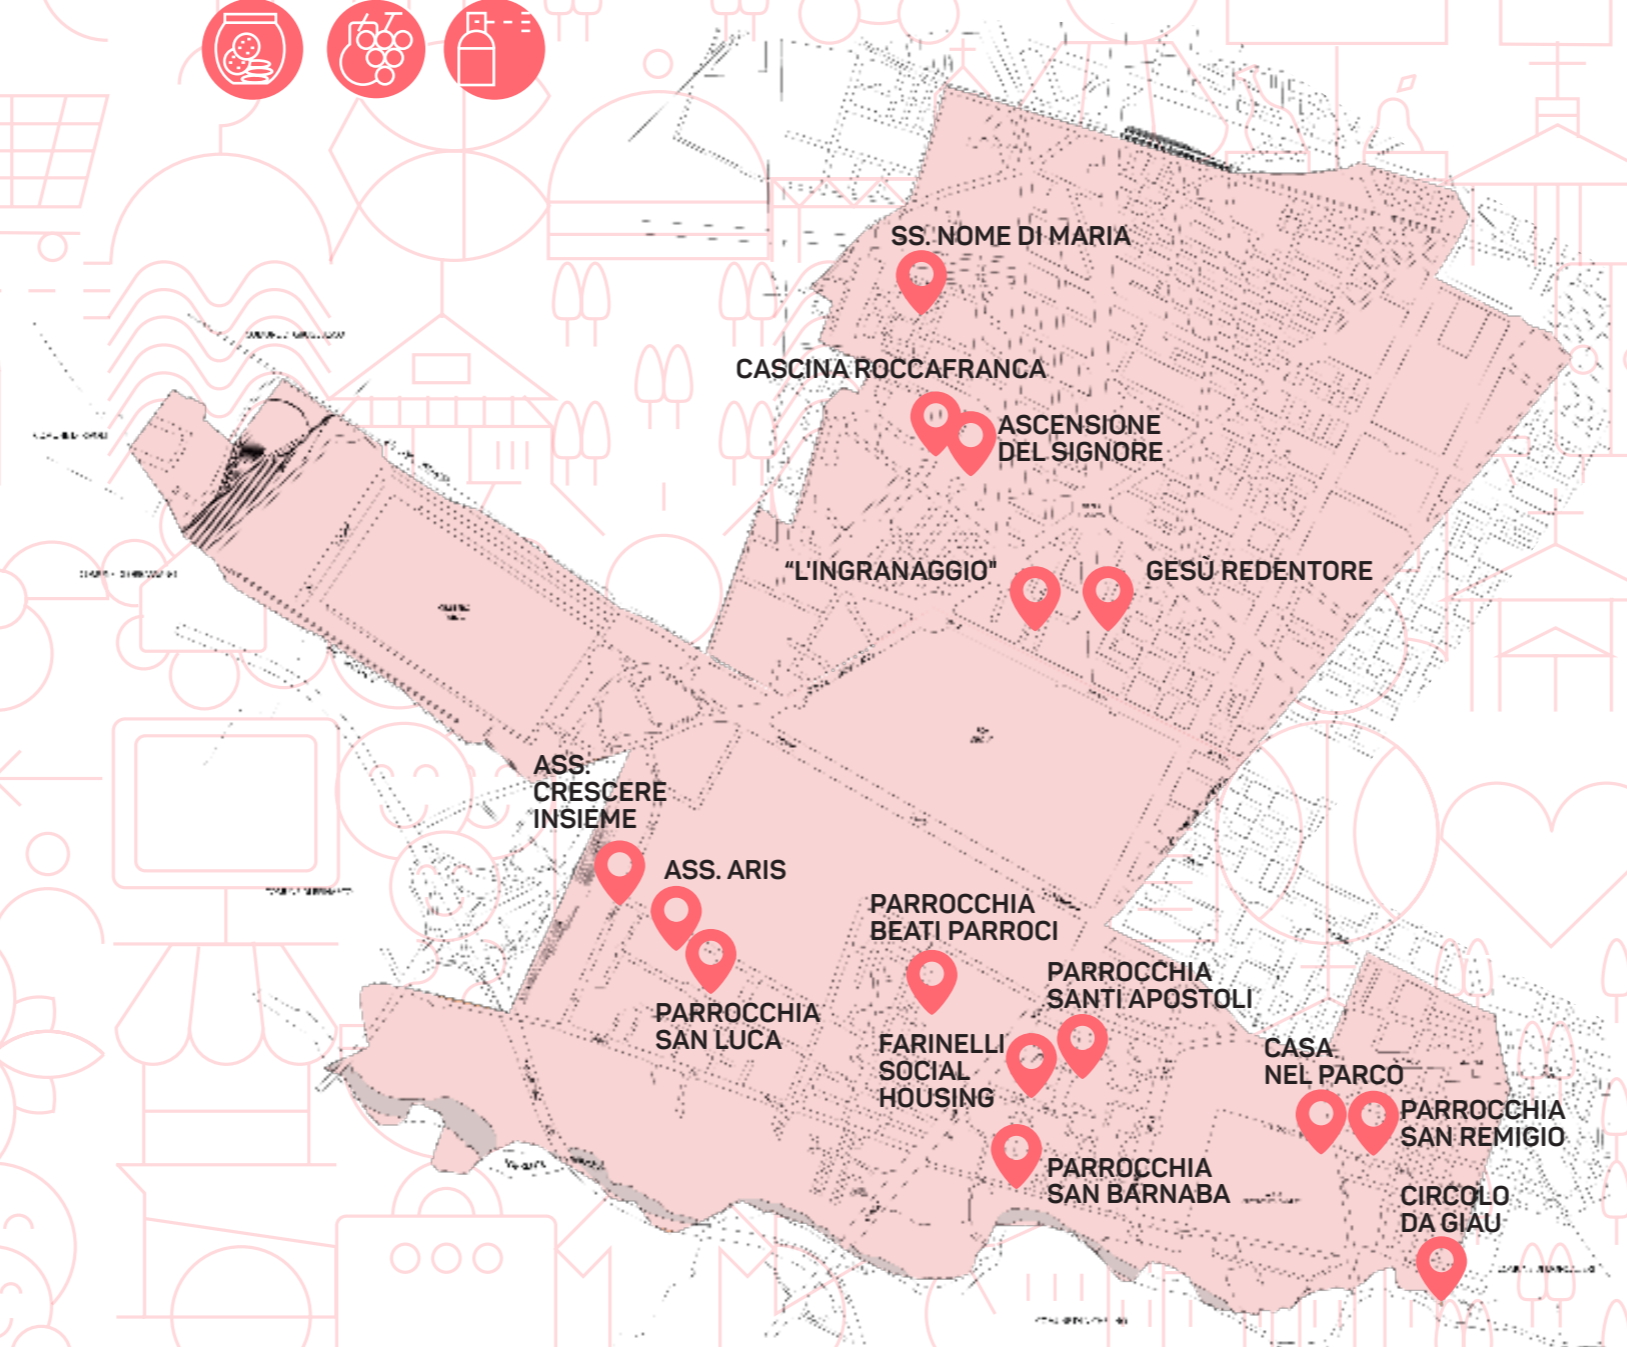 SS. NOME DI MARIA
CASCINA ROCCAFRANCA
ASCENSIONE
DEL SIGNORE
“L'INGRANAGGIO"
GESÙ REDENTORE
ASS.
CRESCERE
INSIEME
ASS. ARIS
PARROCCHIA
SAN LUCA
PARROCCHIA
BEATI PARROCI
PARROCCHIA
SANTI APOSTOLI
FARINELLI
SOCIAL
HOUSING
PARROCCHIA
SAN BARNABA
CASA
NEL PARCO
PARROCCHIA
SAN REMIGIO
CIRCOLO
DA GIAU